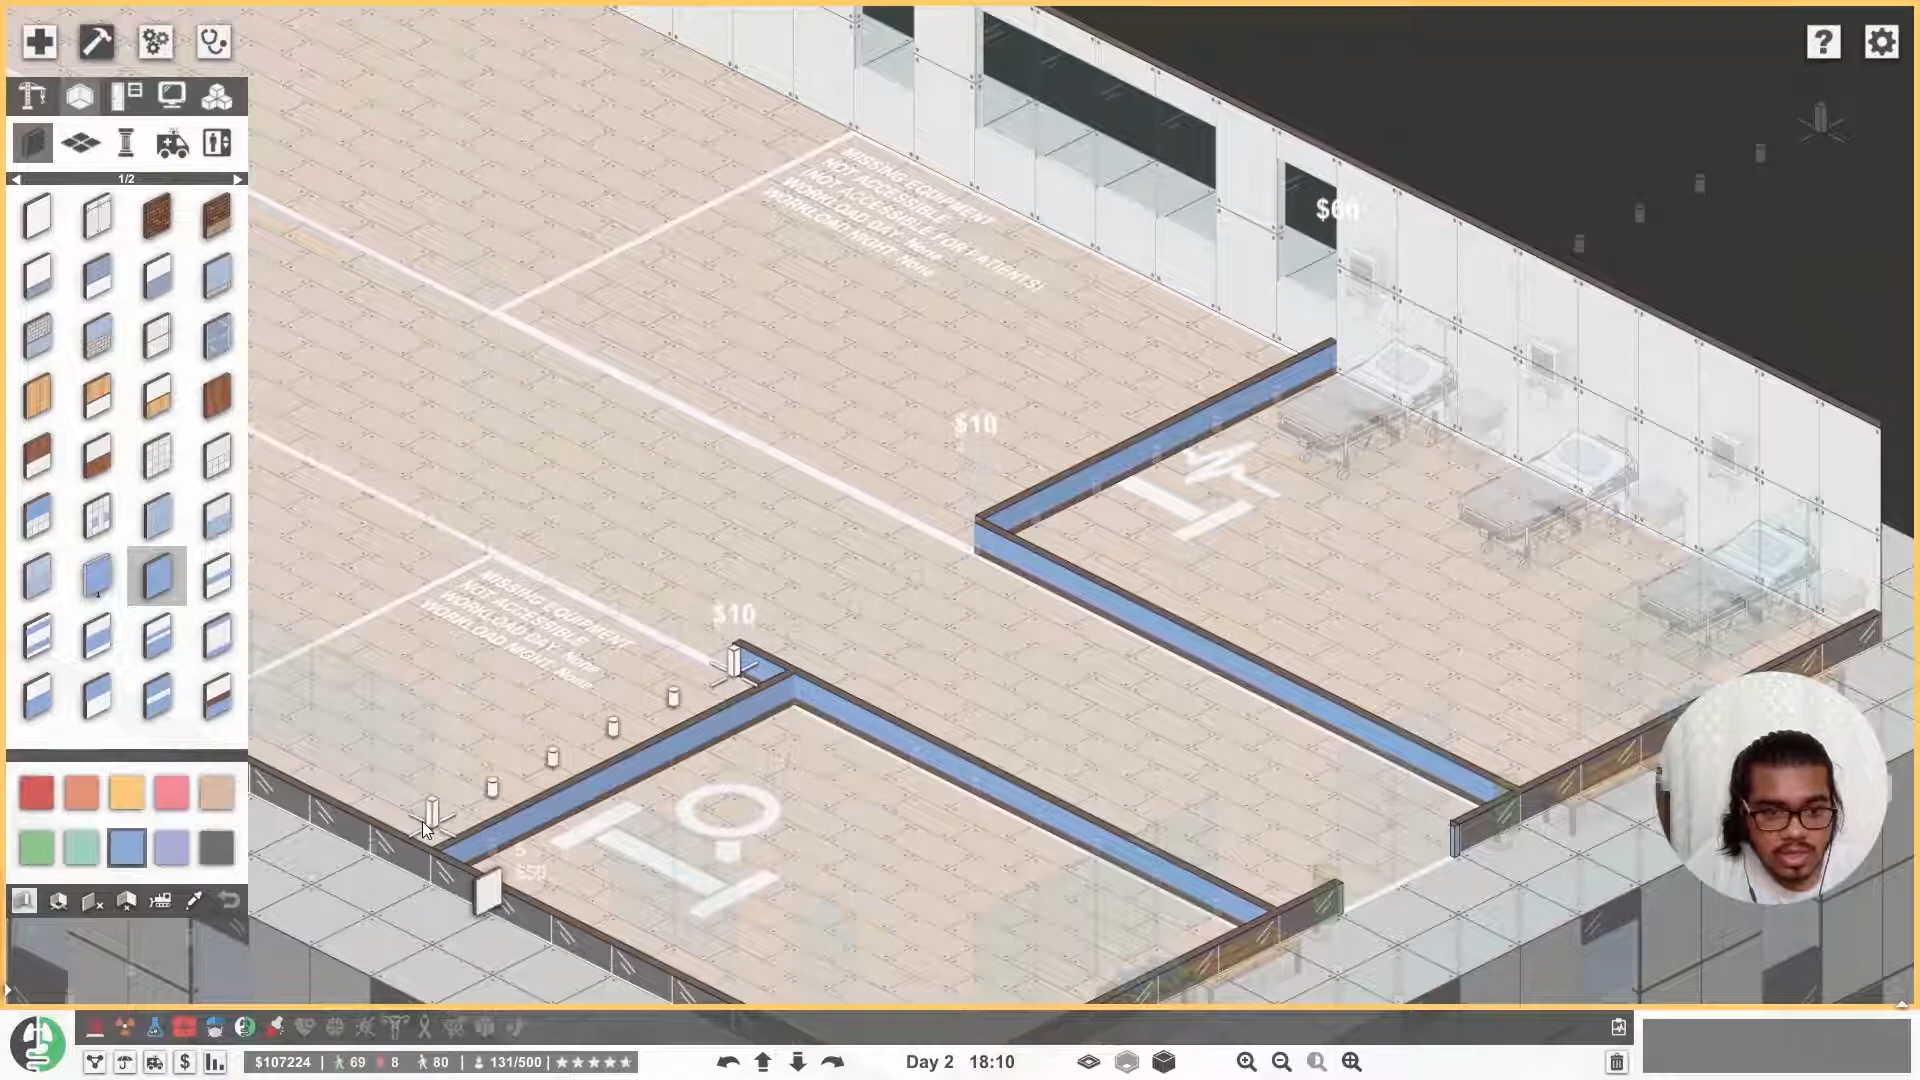 ?
1/2
MISSING EQUIPMENT
NOT ACCESSIBLE
(NOT ACCESSIBLE FOR PATIENTS)
WORKLOAD DAY: None
WORKLOAD NIGHT: None
$60
$10
MISSING EQUIPMENT
NOT ACCESSIBLE
WORKLOAD DAY: None
WORKLOAD NIGHT: None
$10
$50
$107224 | 69 8 80 | 131/500 |
Day 2 18:10
$